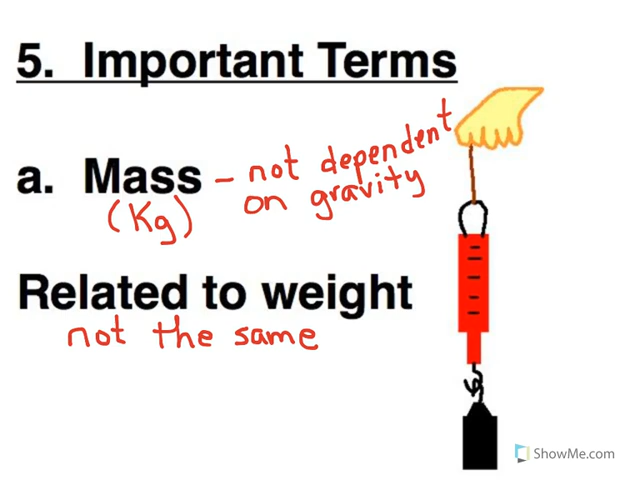 5. Important Terms
a. Mass - not dependent
on gravity
(Kg)
Related to weight
not the same
ShowMe.com